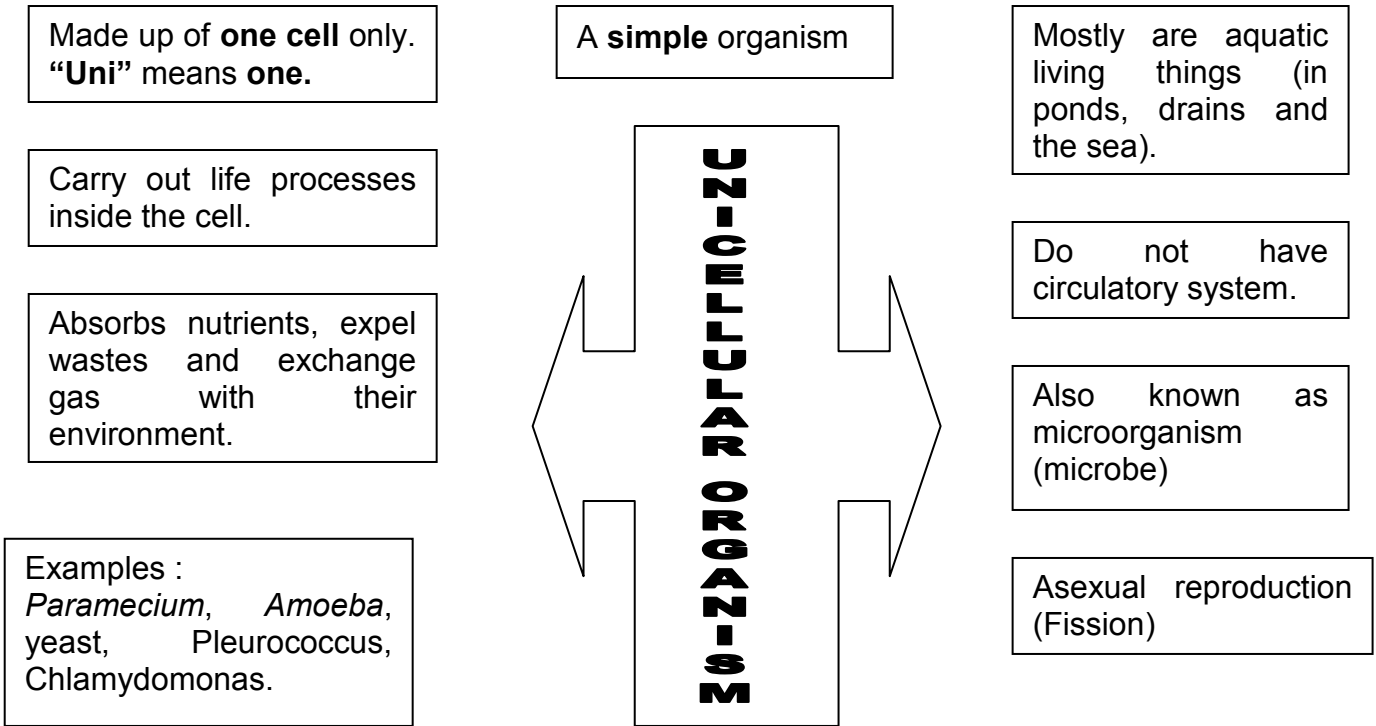 Made up of one cell only.
“Uni” means one.
Carry out life processes
inside the cell.
Absorbs nutrients, expel
wastes and exchange
gas with their
environment.
Examples :
Paramecium, Amoeba,
yeast, Pleurococcus,
Chlamydomonas.
A simple organism
UNICELLULAR ORGANISM
Mostly are aquatic
living things (in
ponds, drains and
the sea).
Do not have
circulatory system.
Also known as
microorganism
(microbe)
Asexual reproduction
(Fission)